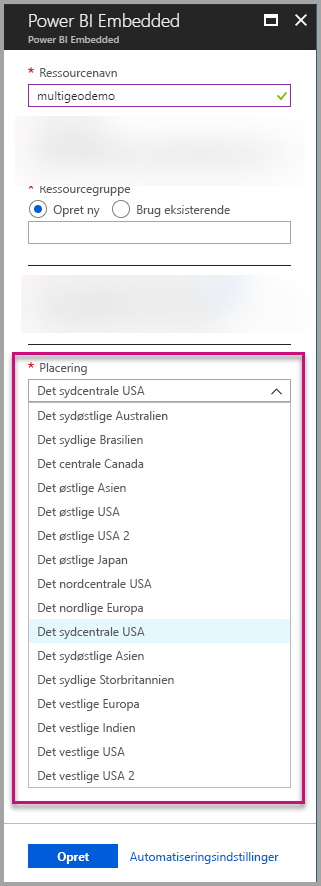 Power BI Embedded
Power BI Embedded
* Ressourcenavn
multigeodemo
* Ressourcegruppe
Opret ny Brug eksisterende
* Placering
Det sydcentrale USA
Det sydøstlige Australien
Det sydlige Brasilien
Det centrale Canada
Det østlige Asien
Det østlige USA
Det østlige USA 2
Det østlige Japan
Det nordcentrale USA
Det nordlige Europa
Det sydcentrale USA
Det sydøstlige Asien
Det sydlige Storbritannien
Det vestlige Europa
Det vestlige Indien
Det vestlige USA
Det vestlige USA 2
Opret Automatiseringsindstillinger